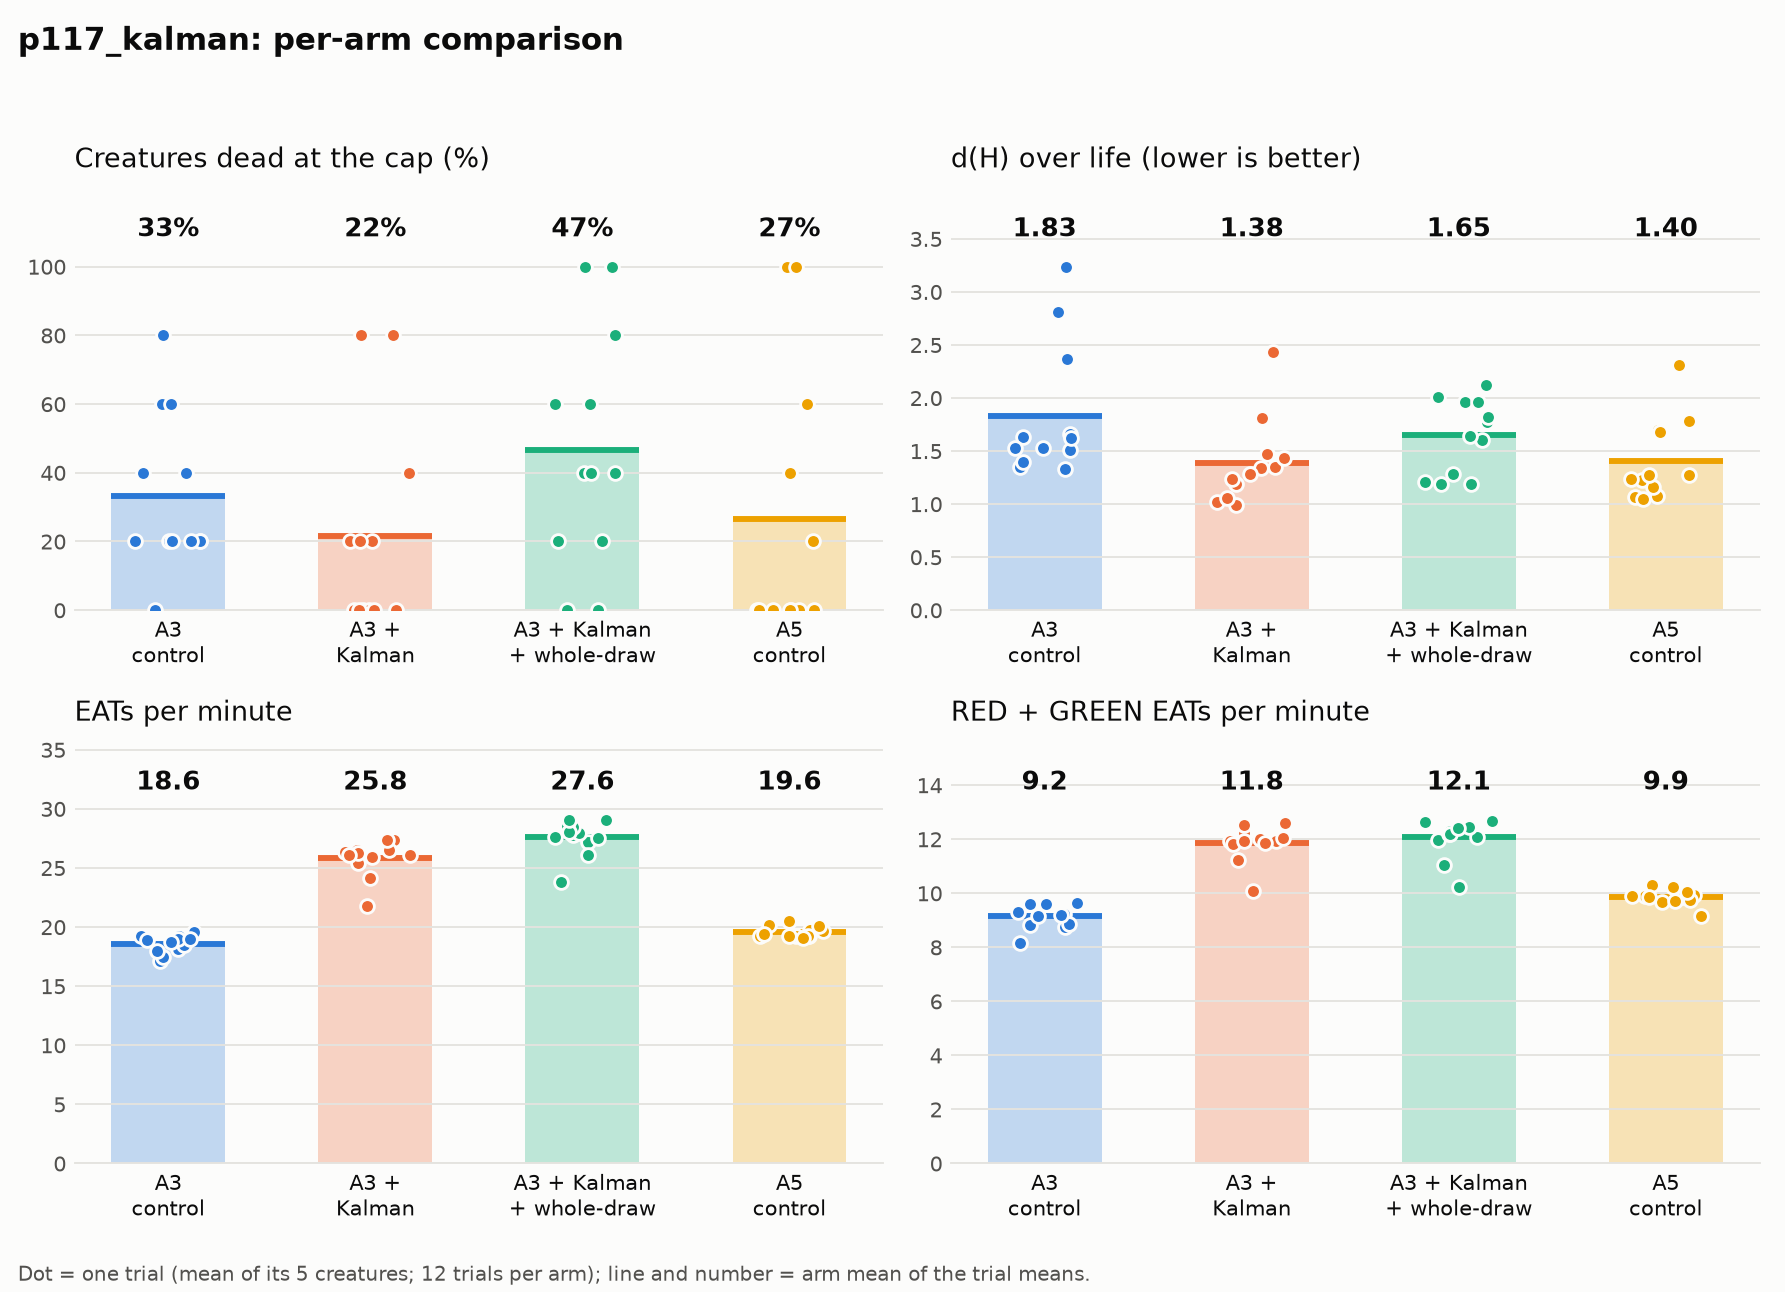 p117_kalman: per-arm comparison
Creatures dead at the cap (%)
33% 22% 47% 27%
100
80
60
40
20
0
A3 control
A3 + Kalman
A3 + Kalman + whole-draw
A5 control
d(H) over life (lower is better)
1.83 1.38 1.65 1.40
3.5
3.0
2.5
2.0
1.5
1.0
0.5
0.0
A3 control
A3 + Kalman
A3 + Kalman + whole-draw
A5 control
EATs per minute
35
18.6 25.8 27.6 19.6
30
25
20
15
10
5
0
A3 control
A3 + Kalman
A3 + Kalman + whole-draw
A5 control
RED + GREEN EATs per minute
9.2 11.8 12.1 9.9
14
12
10
8
6
4
2
0
A3 control
A3 + Kalman
A3 + Kalman + whole-draw
A5 control
Dot = one trial (mean of its 5 creatures; 12 trials per arm); line and number = arm mean of the trial means.